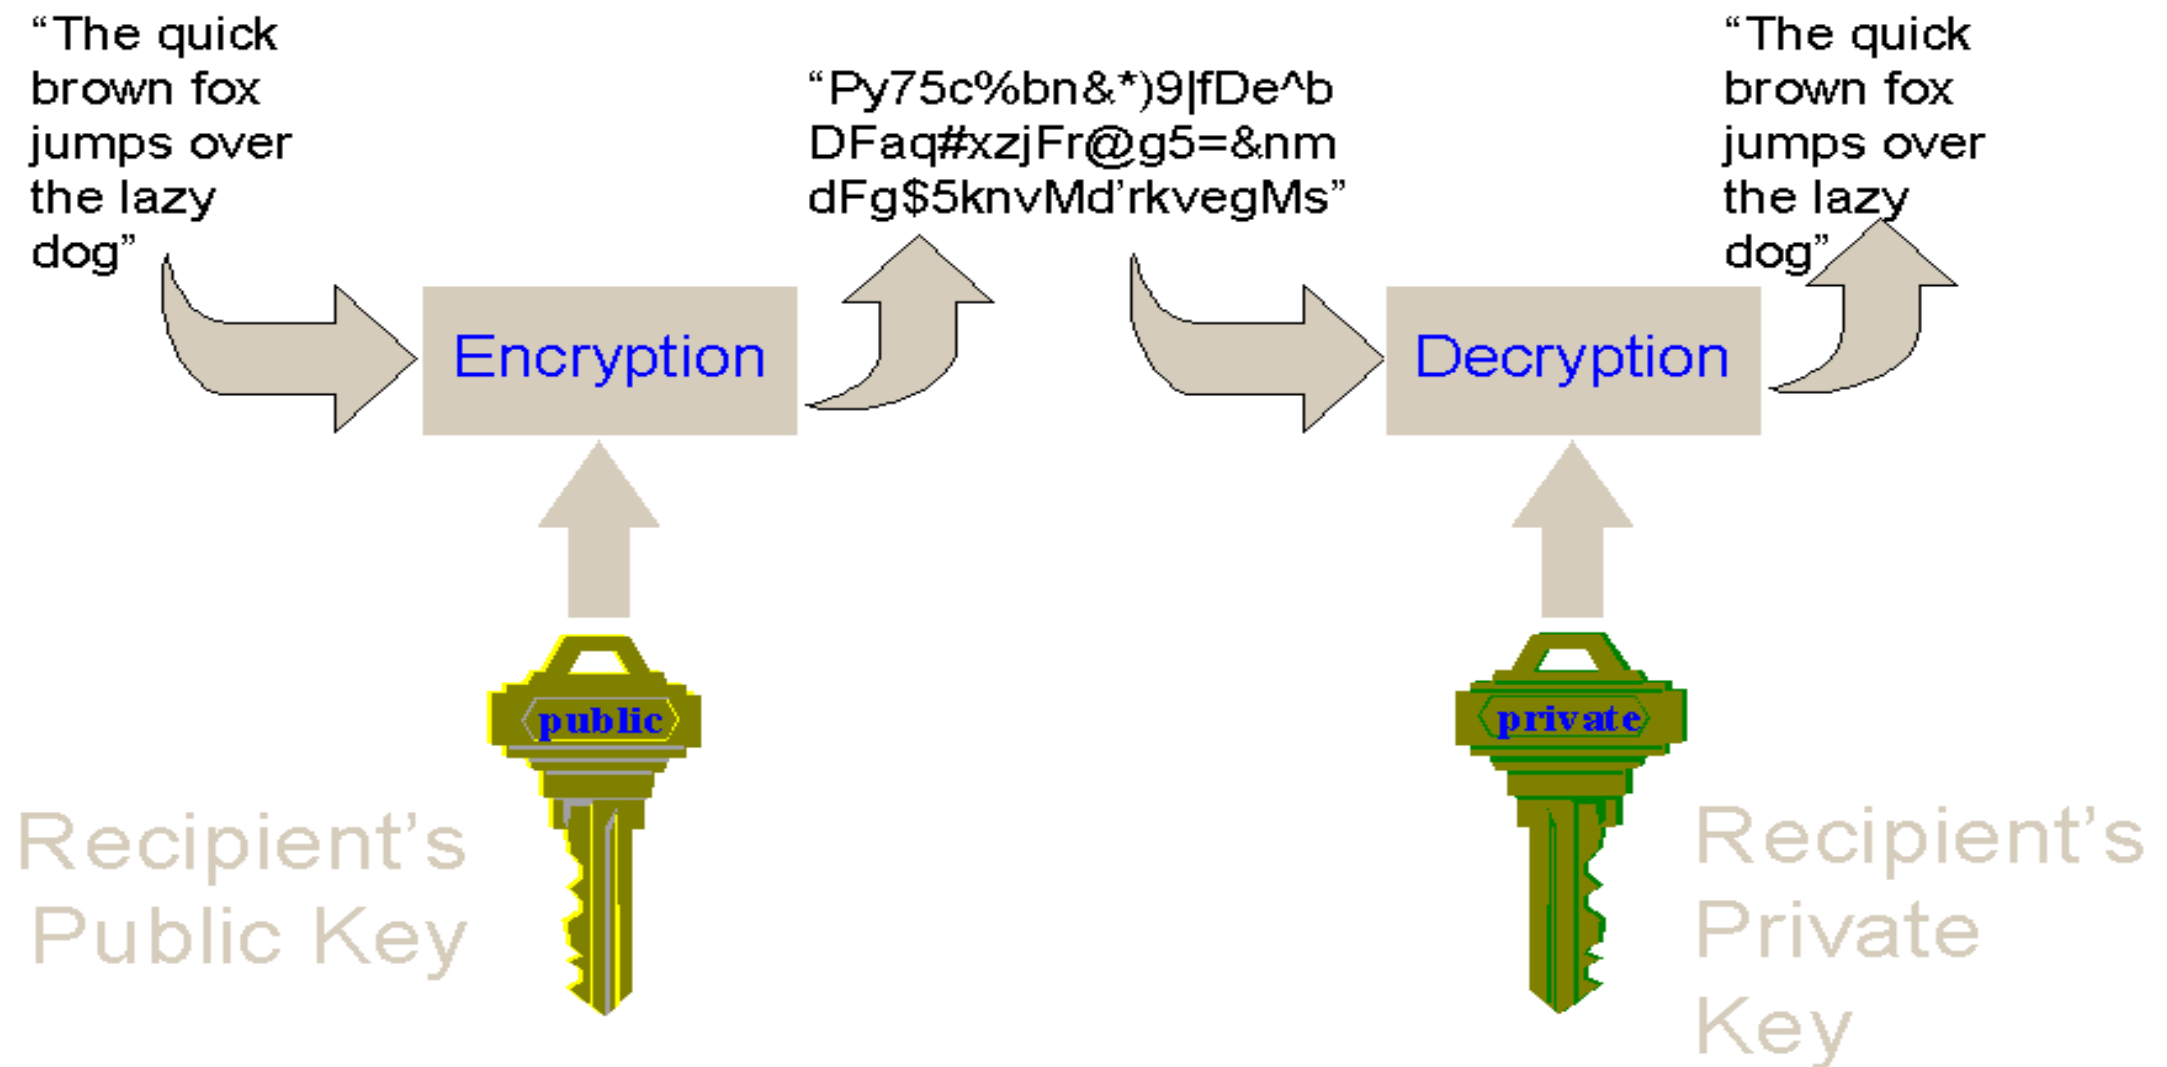 “The quick
brown fox
jumps over
the lazy
dog”
“Py75c%bn&*)9|fDe^b
DFaq#xzjFr@g5=&nm
dFg$5knvMd’rkvegMs”
“The quick
brown fox
jumps over
the lazy
dog”
Encryption
Decryption
public
private
Recipient’s
Public Key
Recipient’s
Private
Key